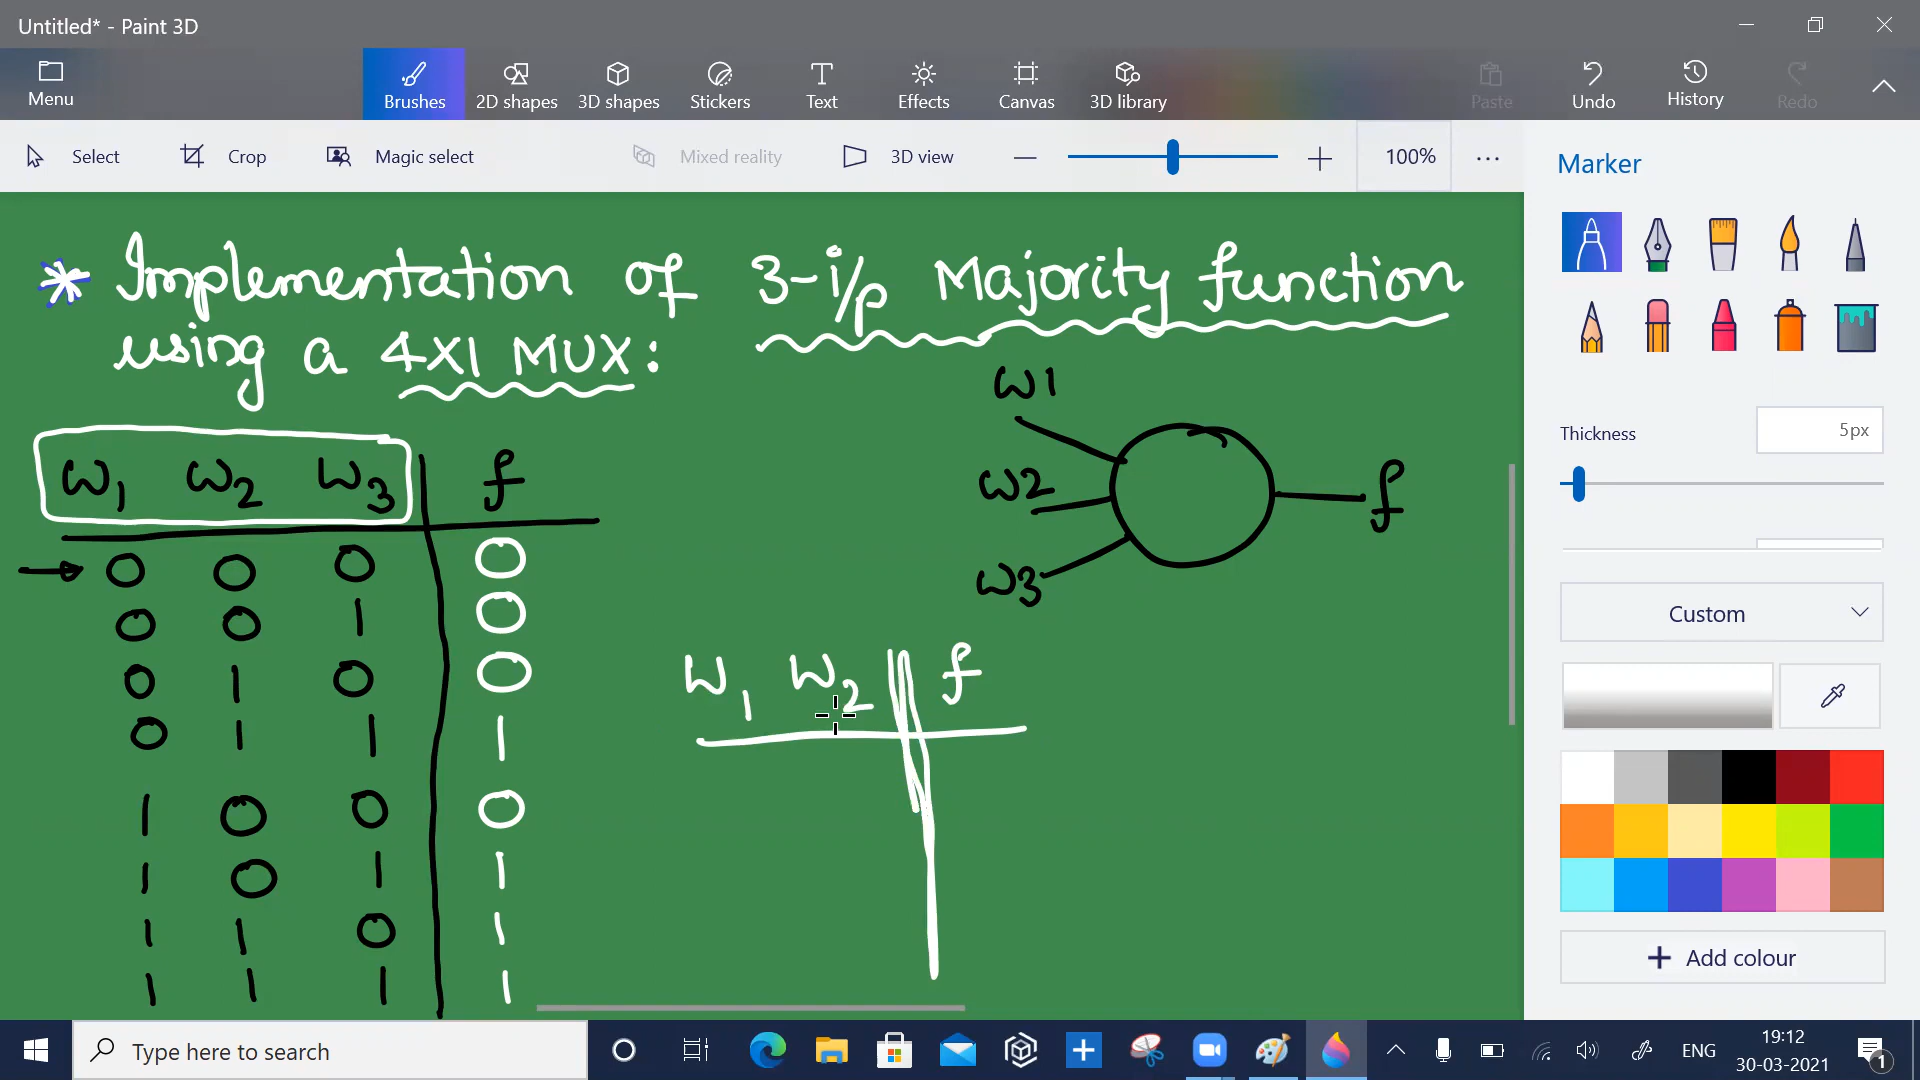 Untitled* - Paint 3D
Menu
Brushes
2D shapes
3D shapes
Stickers
Text
Effects
Canvas
3D library
Paste
Undo
History
Redo
Select
Crop
Magic select
Mixed reality
3D view
100%
Marker
Thickness
5px
Custom
Add colour
* Implementation of 3-i/p Majority function
using a 4X1 MUX:
w1
w2
w3
f
w1 w2 w3 f
0 0 0 0
0 0 1 0
0 1 0 0
0 1 1 1
1 0 0 0
1 0 1 1
1 1 0 1
1 1 1 1
w1 w2 f
Type here to search
ENG
19:12
30-03-2021
1